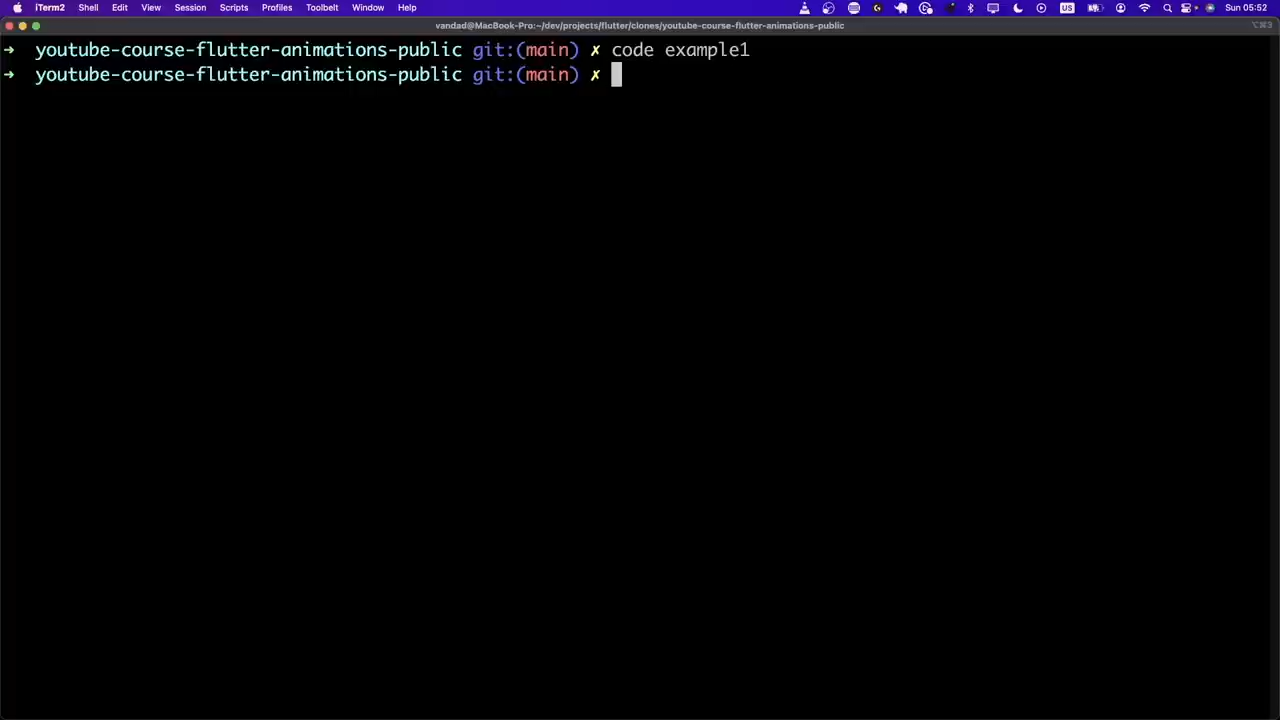 iTerm2 Shell Edit View Session Scripts Profiles Toolbelt Window Help US Sun 05:52
vandad@MacBook-Pro:~/dev/projects/flutter/clones/youtube-course-flutter-animations-public ⌥⌘3
➜ youtube-course-flutter-animations-public git:(main) ✗ code example1
➜ youtube-course-flutter-animations-public git:(main) ✗